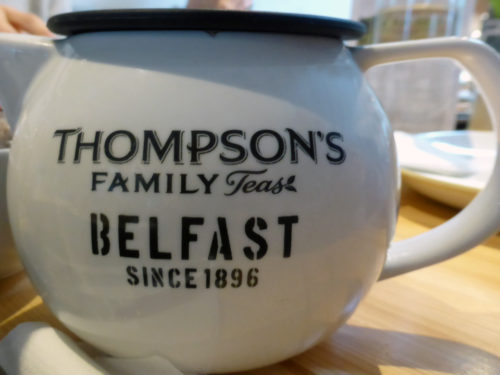 THOMPSON'S
FAMILY Teas
BELFAST
SINCE 1896